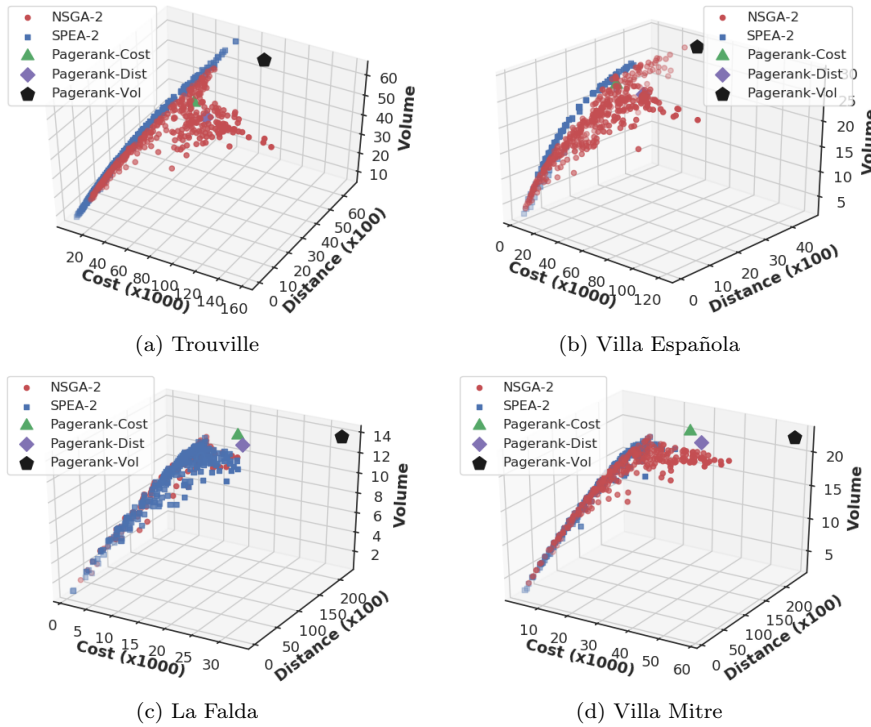 NSGA-2
SPEA-2
Pagerank-Cost
Pagerank-Dist
Pagerank-Vol
20 40 60 80 100 120 140 160
Cost (x1000)
0 10 20 30 40 50 60
Distance (x100)
10 20 30 40 50 60
Volume
(a) Trouville
NSGA-2
SPEA-2
Pagerank-Cost
Pagerank-Dist
Pagerank-Vol
0 20 40 60 80 100 120
Cost (x1000)
0 10 20 30 40
Distance (x100)
5 10 15 20 25 30
Volume
(b) Villa Española
NSGA-2
SPEA-2
Pagerank-Cost
Pagerank-Dist
Pagerank-Vol
0 5 10 15 20 25 30
Cost (x1000)
0 50 100 150 200
Distance (x100)
2 4 6 8 10 12 14
Volume
(c) La Falda
NSGA-2
SPEA-2
Pagerank-Cost
Pagerank-Dist
Pagerank-Vol
10 20 30 40 50 60
Cost (x1000)
0 50 100 150 200
Distance (x100)
5 10 15 20
Volume
(d) Villa Mitre